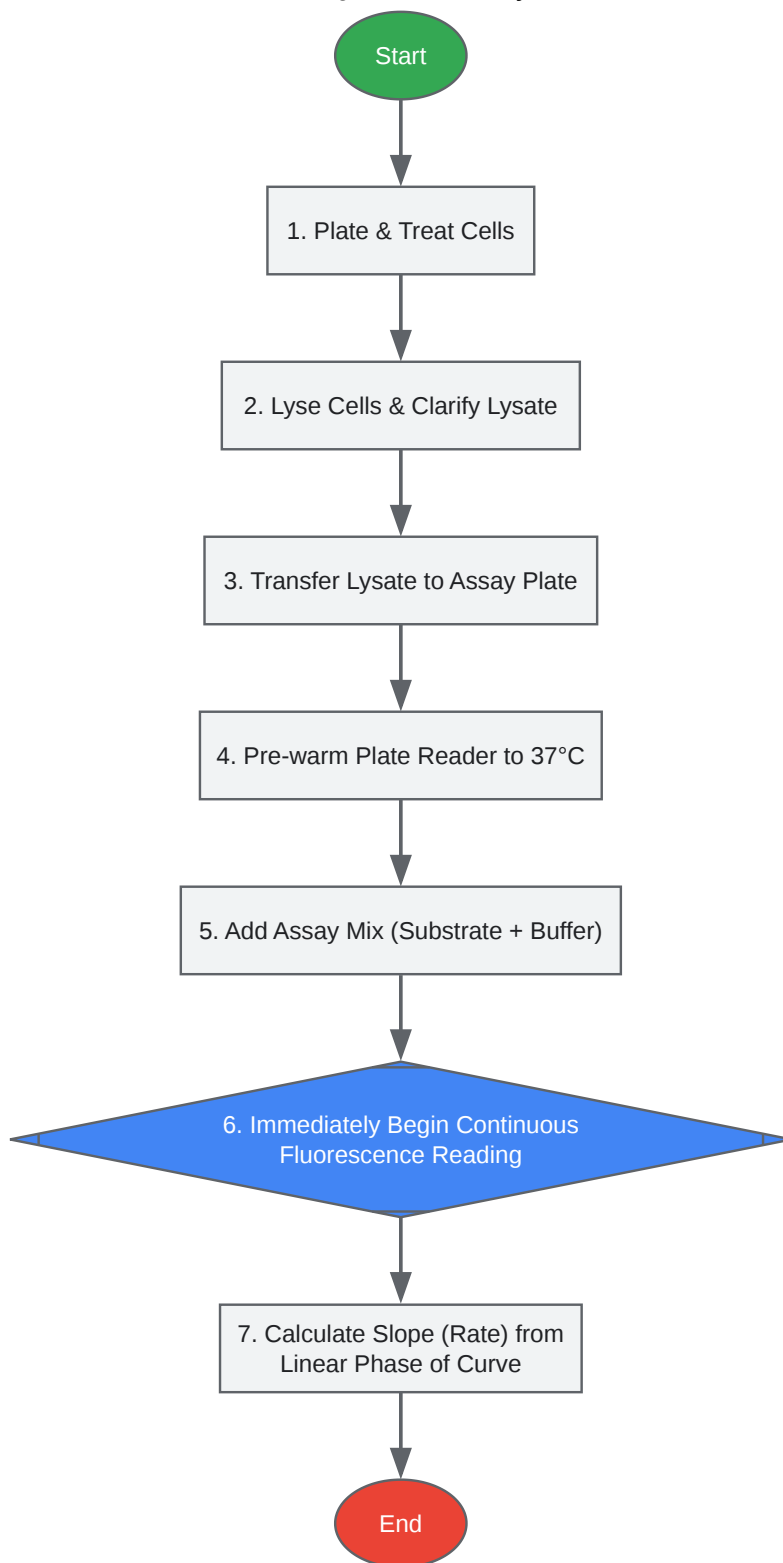 Start
1. Plate & Treat Cells
2. Lyse Cells & Clarify Lysate
3. Transfer Lysate to Assay Plate
4. Pre-warm Plate Reader to 37°C
5. Add Assay Mix (Substrate + Buffer)
6. Immediately Begin Continuous
Fluorescence Reading
7. Calculate Slope (Rate) from
Linear Phase of Curve
End